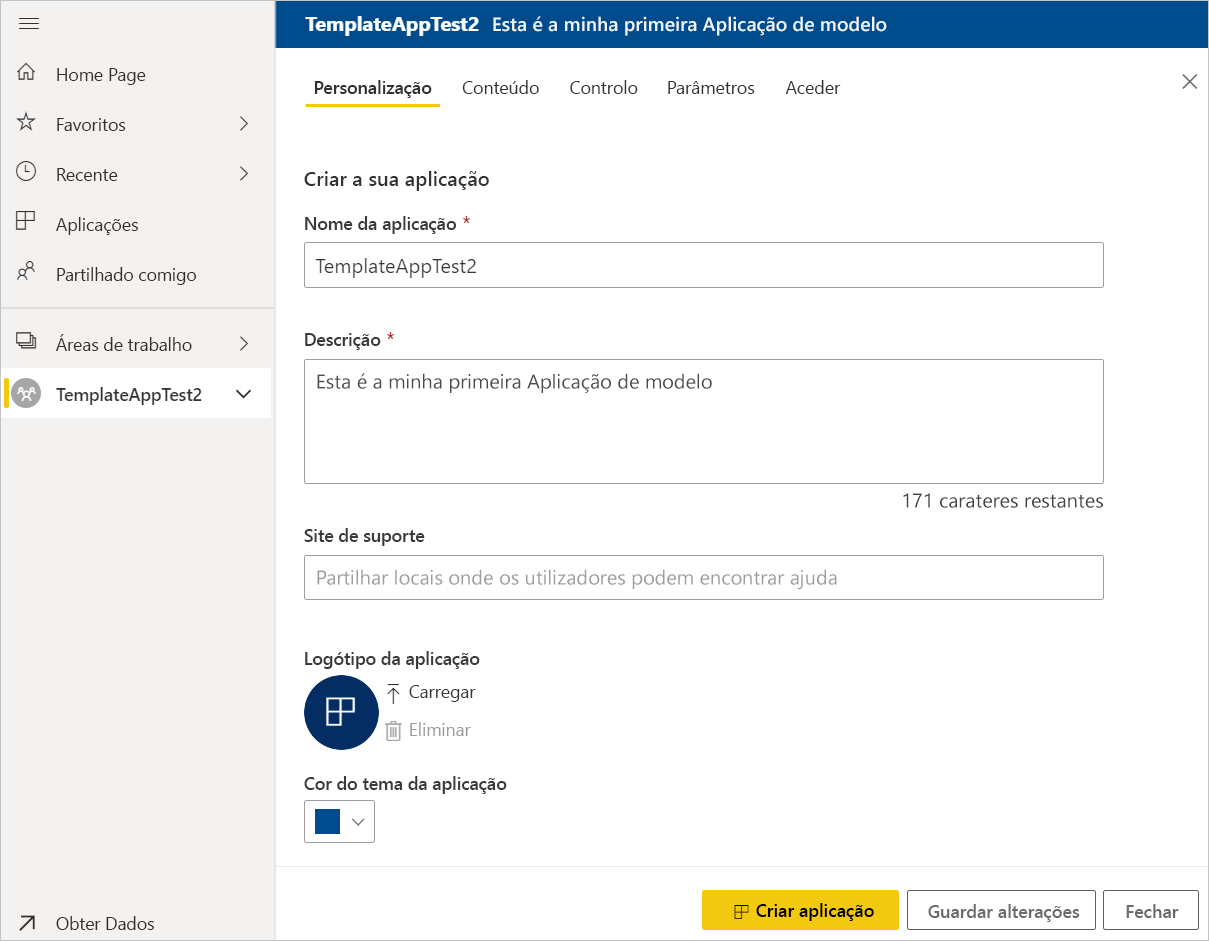 TemplateAppTest2 Esta é a minha primeira Aplicação de modelo
Home Page
Favoritos
Recente
Aplicações
Partilhado comigo
Áreas de trabalho
TemplateAppTest2
Obter Dados
Personalização Conteúdo Controlo Parâmetros Aceder
Criar a sua aplicação
Nome da aplicação *
TemplateAppTest2
Descrição *
Esta é a minha primeira Aplicação de modelo
171 carateres restantes
Site de suporte
Partilhar locais onde os utilizadores podem encontrar ajuda
Logótipo da aplicação
Carregar
Eliminar
Cor do tema da aplicação
Criar aplicação Guardar alterações Fechar